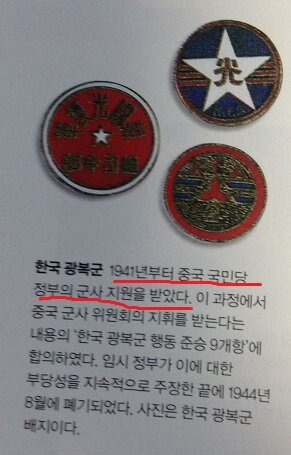 光
한국 광복군 1941년부터 중국 국민당
정부의 군사 지원을 받았다. 이 과정에서
중국 군사 위원회의 지휘를 받는다는
내용의 '한국 광복군 행동 준승 9개항'에
합의하였다. 임시 정부가 이에 대한
부당성을 지속적으로 주장한 끝에 1944년
8월에 폐기되었다. 사진은 한국 광복군
배지이다.